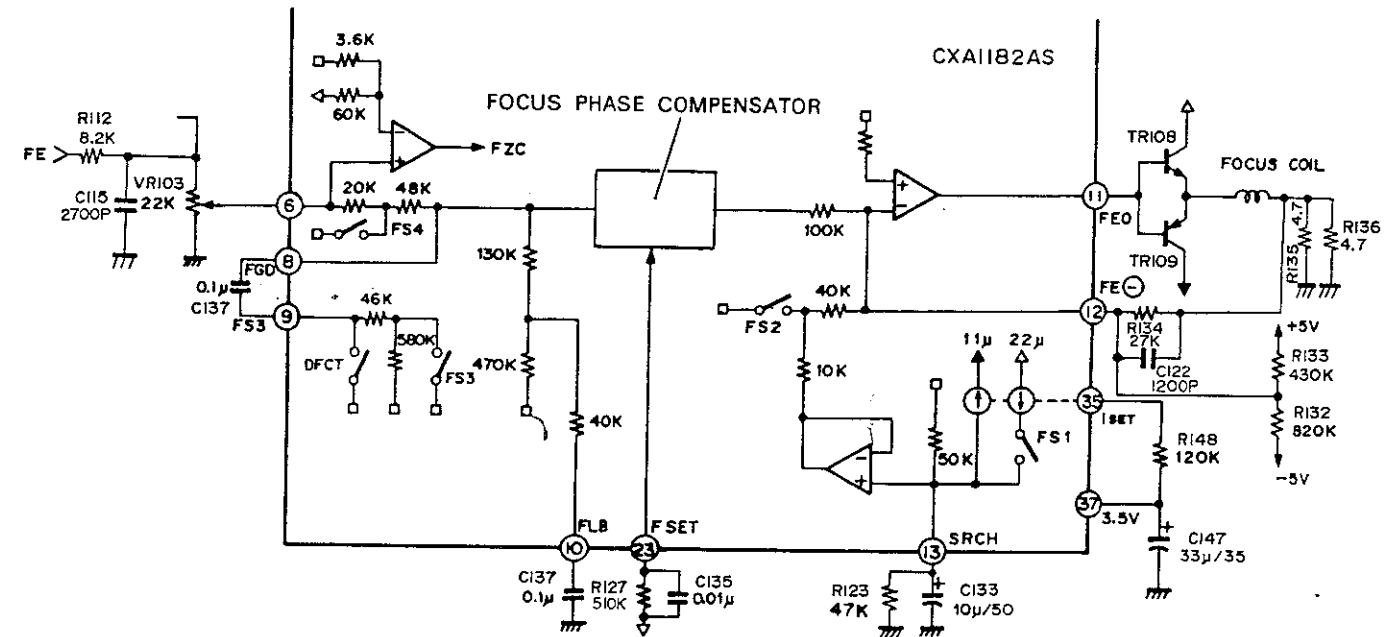 CXA1182AS
3.6K
60K
FOCUS PHASE COMPENSATOR
FZC
R112
8.2K
FE
C115
2700P
VR103
22K
6
20K
48K
FS4
8
FGD
0.1µ
C137
9
FS3
46K
580K
DFCT
FS3
130K
470K
40K
100K
FS2
40K
10K
50K
11µ
22µ
FS1
11
FEO
TR108
TR109
FOCUS COIL
4.7
R135
R136
4.7
12
FE⊖
R134
27K
C122
1200P
+5V
R133
430K
R132
820K
-5V
35
ISET
R148
120K
37
3.5V
C147
+
33µ/35
FLB
10
F SET
23
SRCH
13
C137
0.1µ
R127
510K
C135
0.01µ
R123
47K
+
C133
10µ/50